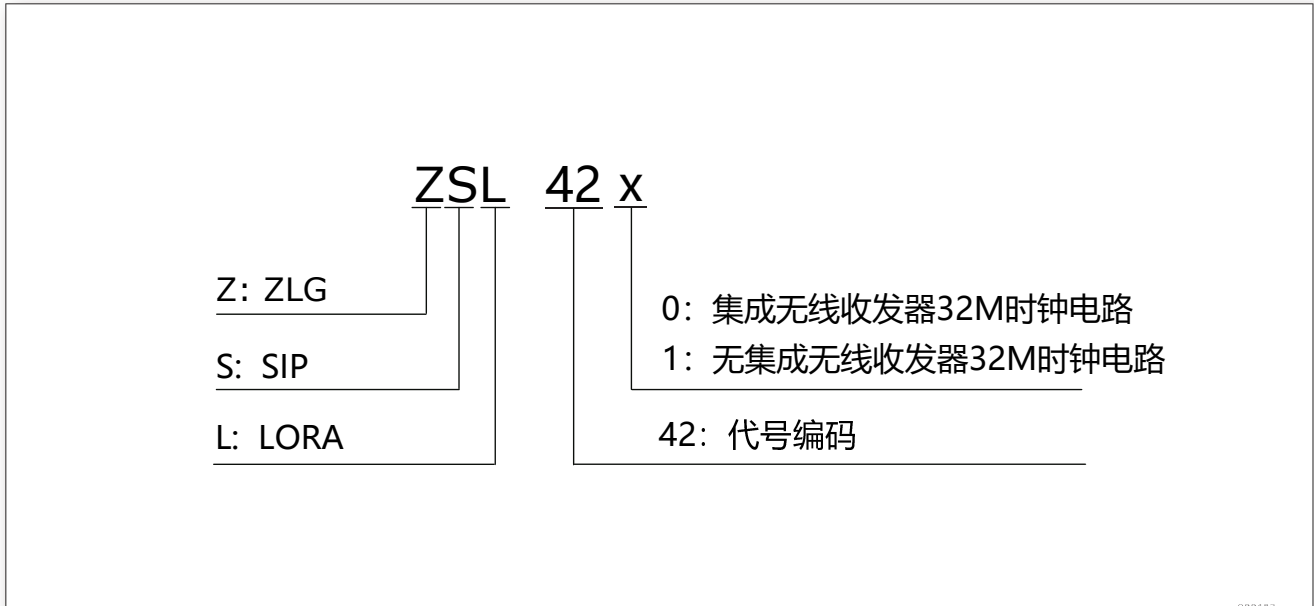 ZSL 42 x
Z: ZLG
S: SIP
L: LORA
0：集成无线收发器32M时钟电路
1：无集成无线收发器32M时钟电路
42：代号编码